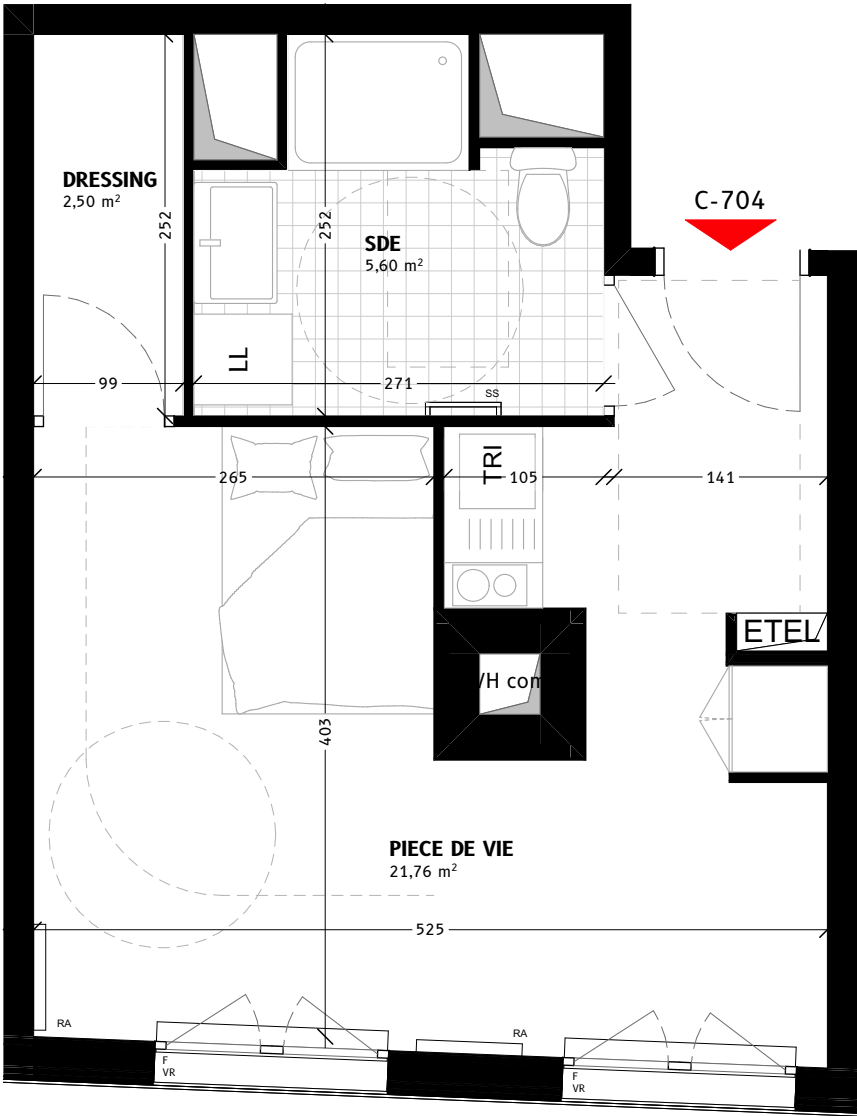 C-704
DRESSING
2,50 m²
252
252
SDE
5,60 m²
LL
99
271
SS
265
TRI
105
141
ETEL
VH com
403
PIECE DE VIE
21,76 m²
525
RA
RA
F
VR
F
VR